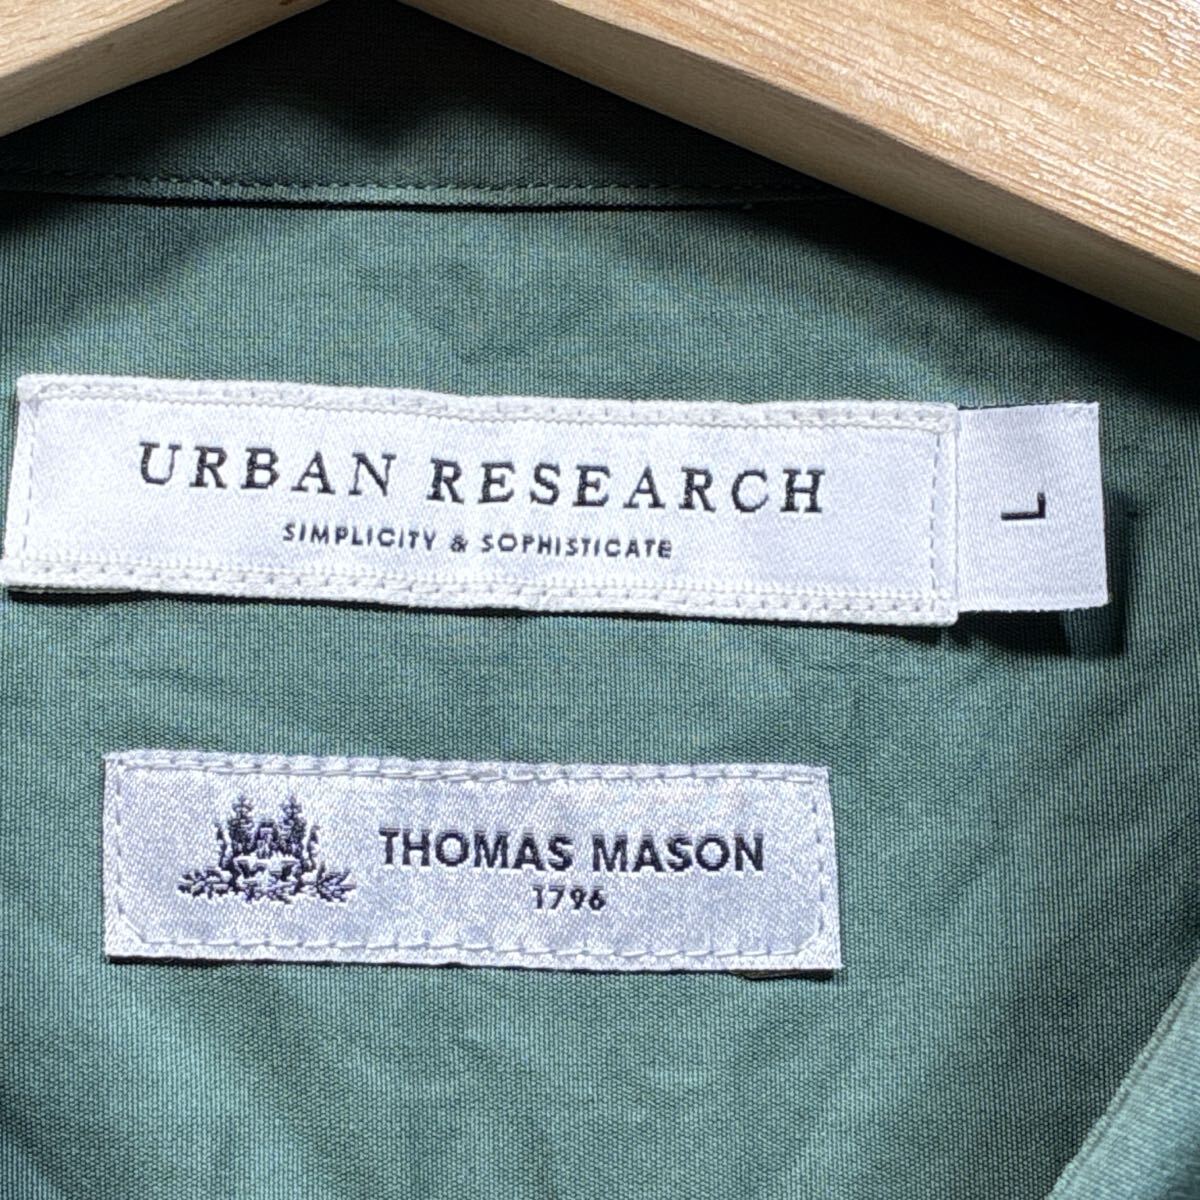 URBAN RESEARCH
SIMPLICITY & SOPHISTICATE
L
THOMAS MASON
1796